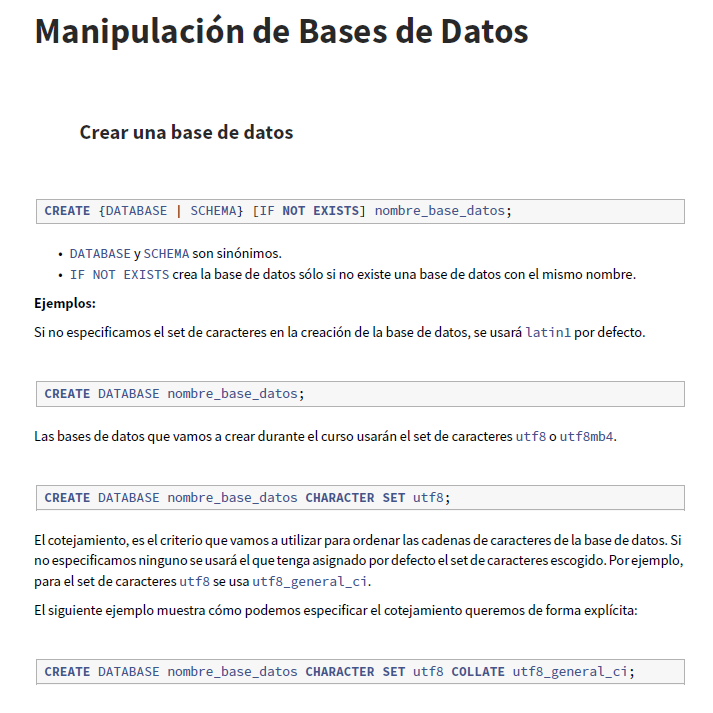 Manipulación de Bases de Datos
Crear una base de datos
CREATE {DATABASE | SCHEMA} [IF NOT EXISTS] nombre_base_datos;
• DATABASE y SCHEMA son sinónimos.
• IF NOT EXISTS crea la base de datos sólo si no existe una base de datos con el mismo nombre.
Ejemplos:
Si no especificamos el set de caracteres en la creación de la base de datos, se usará latin1 por defecto.
CREATE DATABASE nombre_base_datos;
Las bases de datos que vamos a crear durante el curso usarán el set de caracteres utf8 o utf8mb4.
CREATE DATABASE nombre_base_datos CHARACTER SET utf8;
El cotejamiento, es el criterio que vamos a utilizar para ordenar las cadenas de caracteres de la base de datos. Si
no especificamos ninguno se usará el que tenga asignado por defecto el set de caracteres escogido. Por ejemplo,
para el set de caracteres utf8 se usa utf8_general_ci.
El siguiente ejemplo muestra cómo podemos especificar el cotejamiento queremos de forma explícita:
CREATE DATABASE nombre_base_datos CHARACTER SET utf8 COLLATE utf8_general_ci;